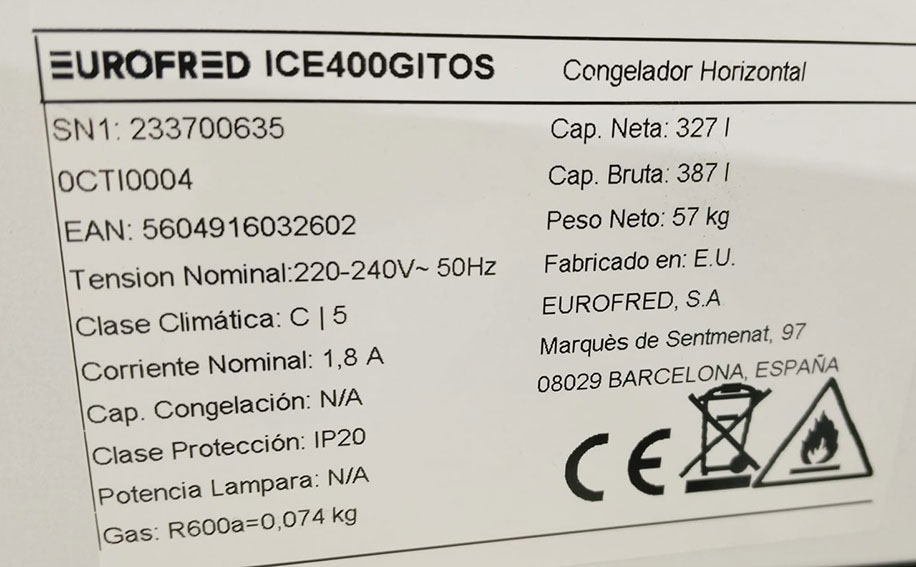 EUROFRED ICE400GITOS
Congelador Horizontal
SN1: 233700635
0CTI0004
EAN: 5604916032602
Tension Nominal:220-240V~ 50Hz
Clase Climática: C | 5
Corriente Nominal: 1,8 A
Cap. Congelación: N/A
Clase Protección: IP20
Potencia Lampara: N/A
Gas: R600a=0,074 kg
Cap. Neta: 327 l
Cap. Bruta: 387 l
Peso Neto: 57 kg
Fabricado en: E.U.
EUROFRED, S.A
Marquès de Sentmenat, 97
08029 BARCELONA, ESPAÑA
CE